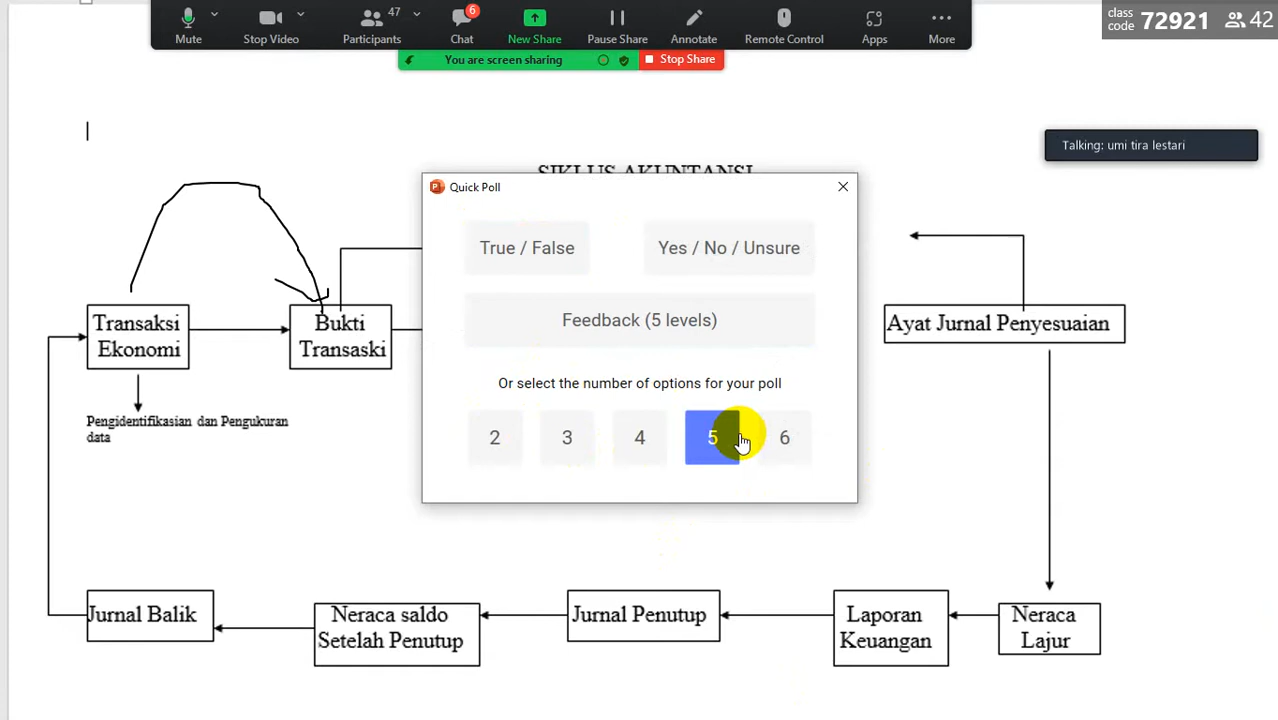 47
6
Mute
Stop Video
Participants
Chat
New Share
Pause Share
Annotate
Remote Control
Apps
More
class
code
72921
42
You are screen sharing
Stop Share
Talking: umi tira lestari
SIKLUS AKUNTANSI
Quick Poll
True / False
Yes / No / Unsure
Feedback (5 levels)
Or select the number of options for your poll
2
3
4
5
6
Transaksi
Ekonomi
Bukti
Transaski
Ayat Jurnal Penyesuaian
Pengidentifikasian dan Pengukuran
data
Jurnal Balik
Neraca saldo
Setelah Penutup
Jurnal Penutup
Laporan
Keuangan
Neraca
Lajur